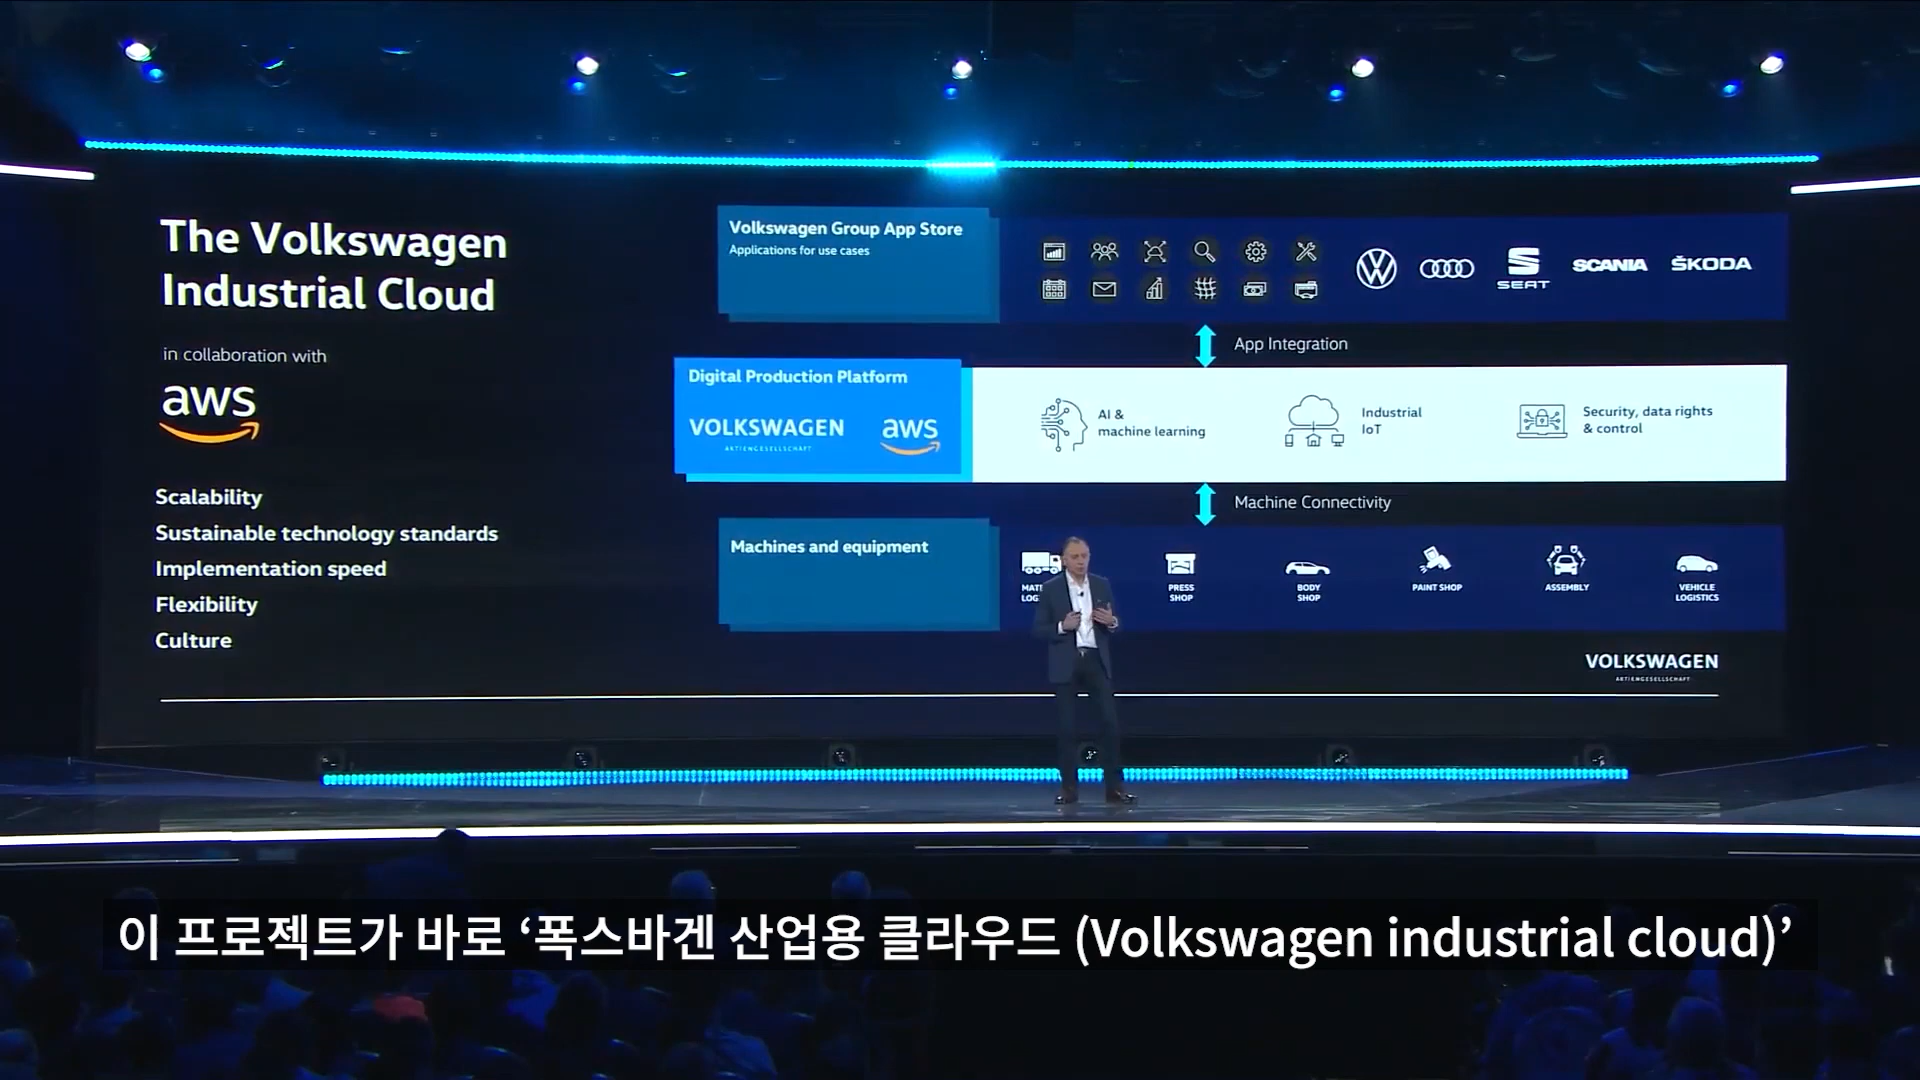 The Volkswagen
Industrial Cloud
in collaboration with
aws
Scalability
Sustainable technology standards
Implementation speed
Flexibility
Culture
Volkswagen Group App Store
Applications for use cases
SEAT
SCANIA
ŠKODA
App Integration
Digital Production Platform
VOLKSWAGEN
AKTIENGESELLSCHAFT
aws
AI &
machine learning
Industrial
IoT
Security, data rights
& control
Machine Connectivity
Machines and equipment
PRESS
SHOP
BODY
SHOP
PAINT SHOP
ASSEMBLY
VEHICLE
LOGISTICS
VOLKSWAGEN
AKTIENGESELLSCHAFT
이 프로젝트가 바로 ‘폭스바겐 산업용 클라우드 (Volkswagen industrial cloud)’